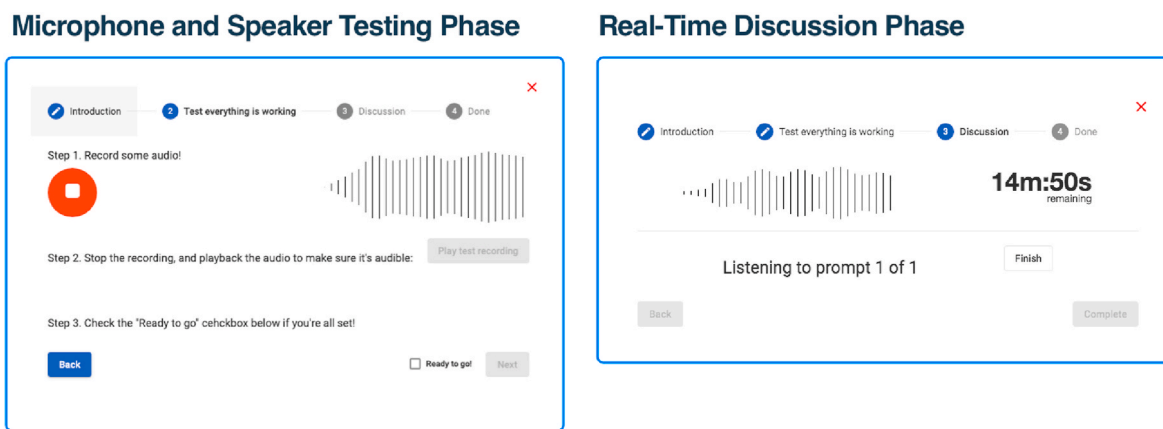 Microphone and Speaker Testing Phase
Introduction
2 Test everything is working
3 Discussion
4 Done
Step 1. Record some audio!
Step 2. Stop the recording, and playback the audio to make sure it's audible:
Play test recording
Step 3. Check the "Ready to go" cehckbox below if you're all set!
Back
Ready to go!
Next
Real-Time Discussion Phase
Introduction
Test everything is working
3 Discussion
4 Done
14m:50s
remaining
Listening to prompt 1 of 1
Finish
Back
Complete